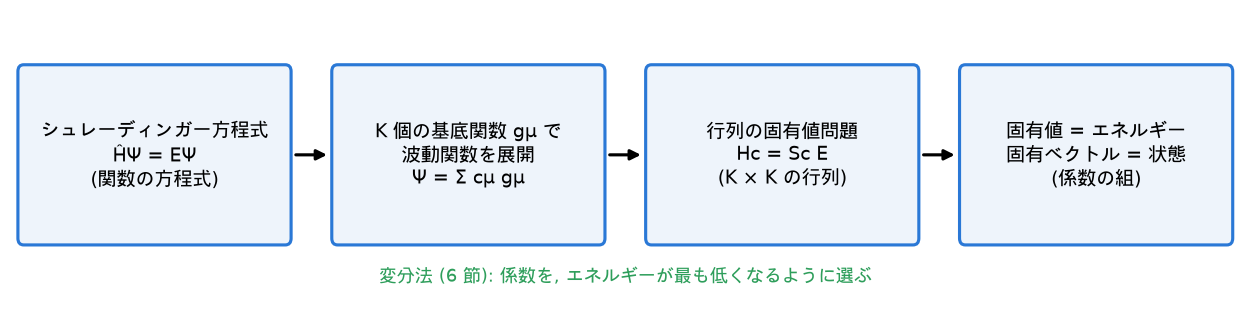 シュレーディンガー方程式
ĤΨ = EΨ
(関数の方程式)
K 個の基底関数 gμ で
波動関数を展開
Ψ = Σ cμ gμ
行列の固有値問題
Hc = Sc E
(K × K の行列)
固有値 = エネルギー
固有ベクトル = 状態
(係数の組)
変分法 (6 節): 係数を, エネルギーが最も低くなるように選ぶ